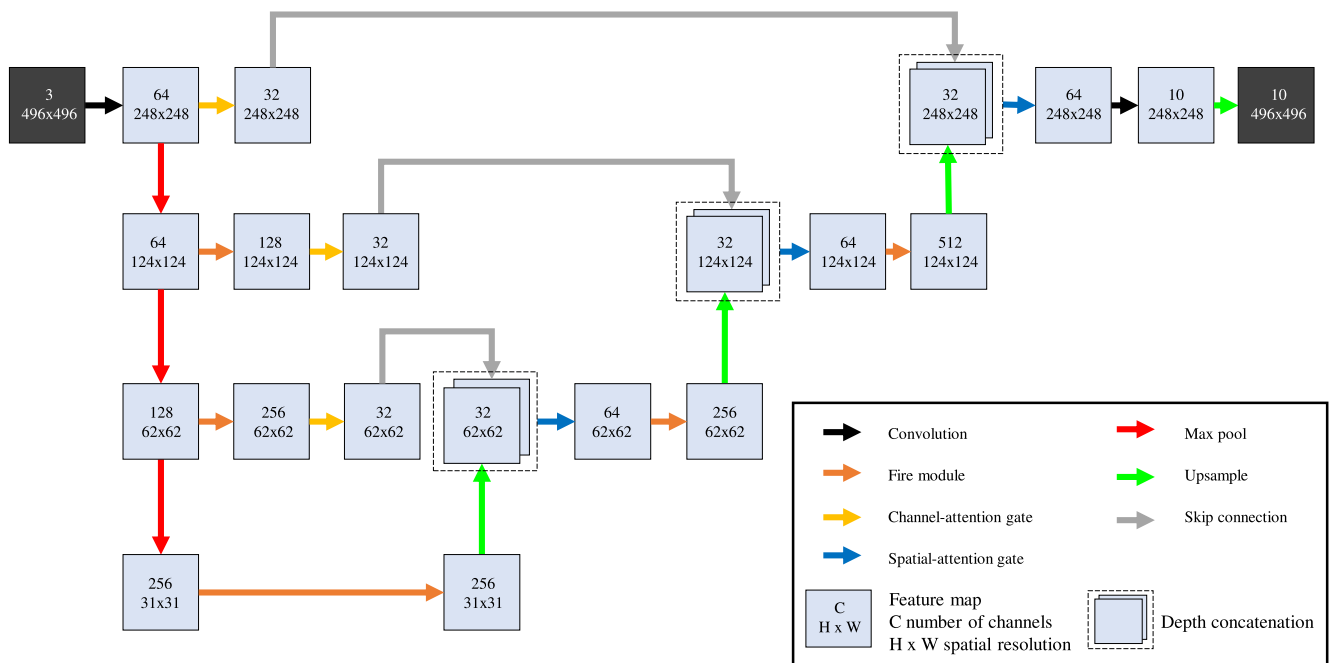 3
496x496
64
248x248
32
248x248
32
248x248
64
248x248
10
248x248
10
496x496
64
124x124
128
124x124
32
124x124
32
124x124
64
124x124
512
124x124
128
62x62
256
62x62
32
62x62
32
62x62
64
62x62
256
62x62
256
31x31
256
31x31
Convolution
Max pool
Fire module
Upsample
Channel-attention gate
Skip connection
Spatial-attention gate
C
H x W
Feature map
C number of channels
H x W spatial resolution
Depth concatenation